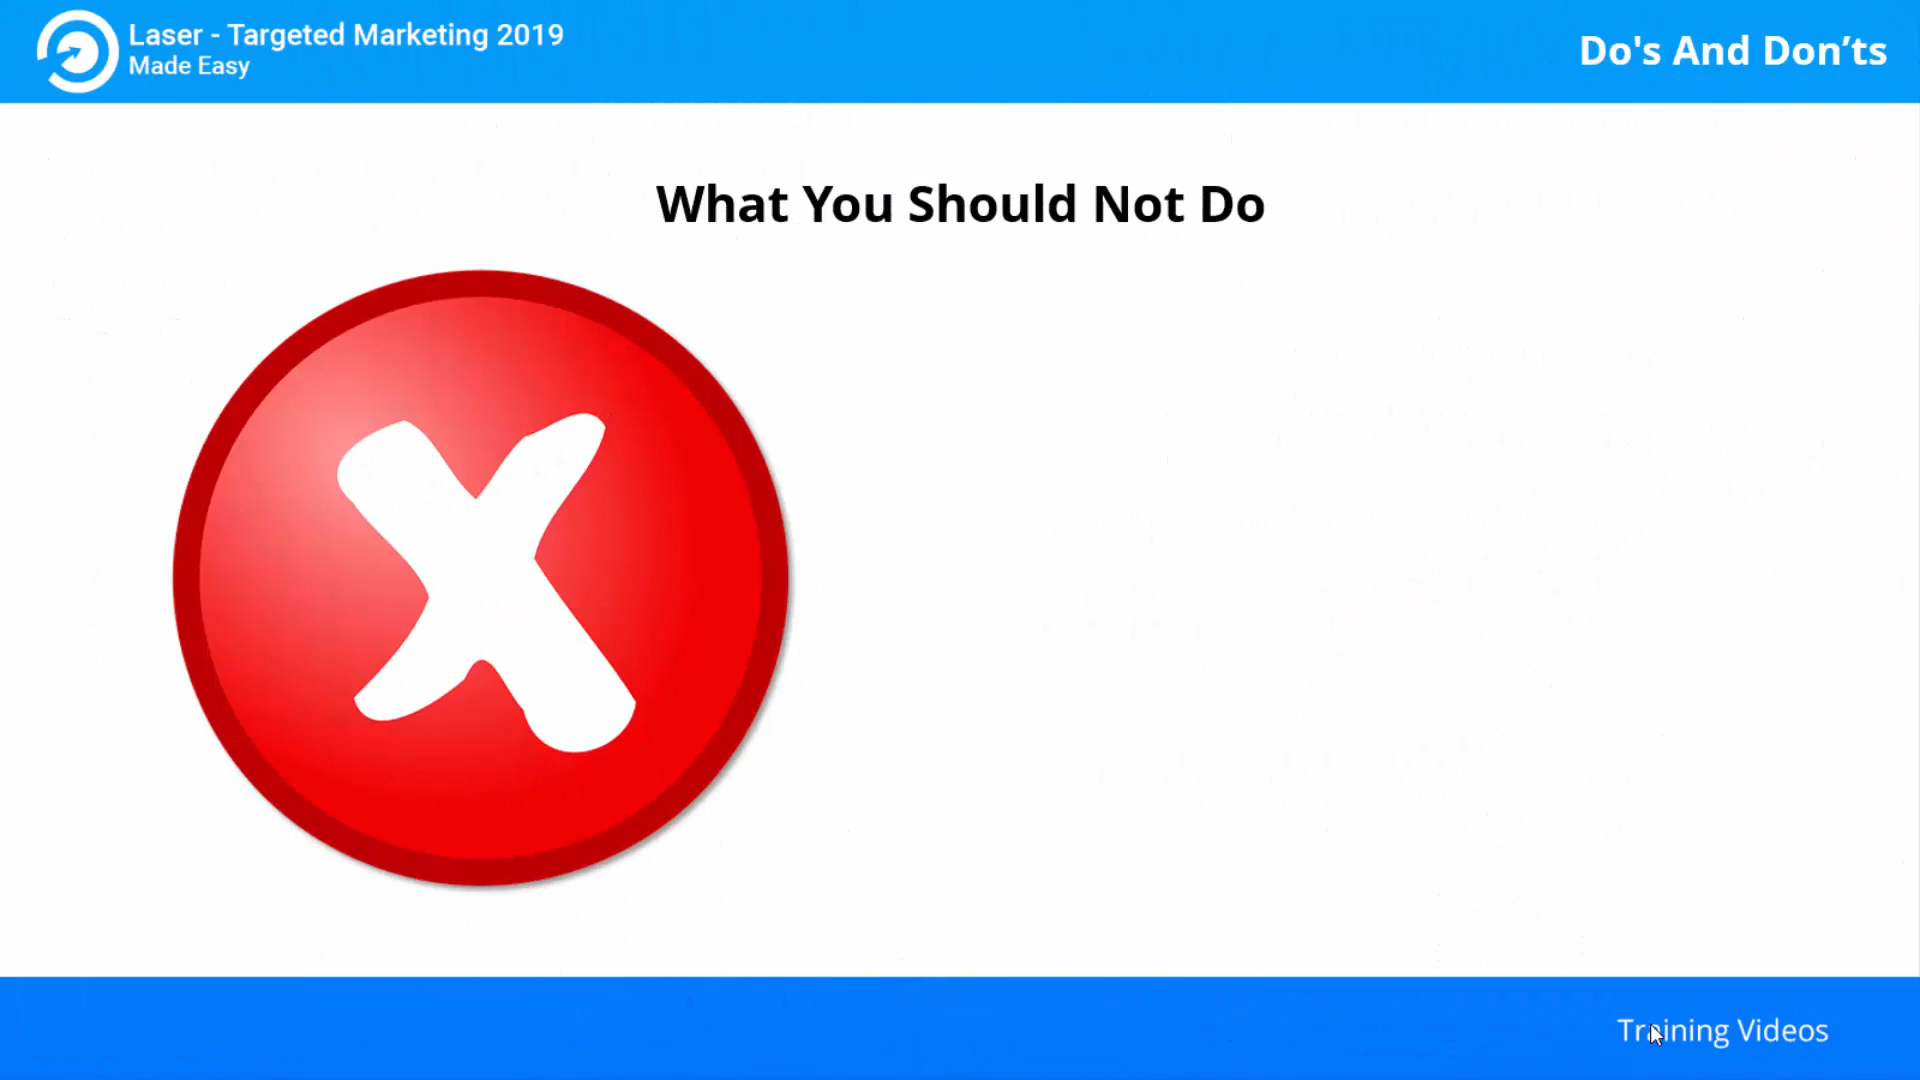 Laser - Targeted Marketing 2019
Made Easy
Do's And Don’ts
What You Should Not Do
Training Videos